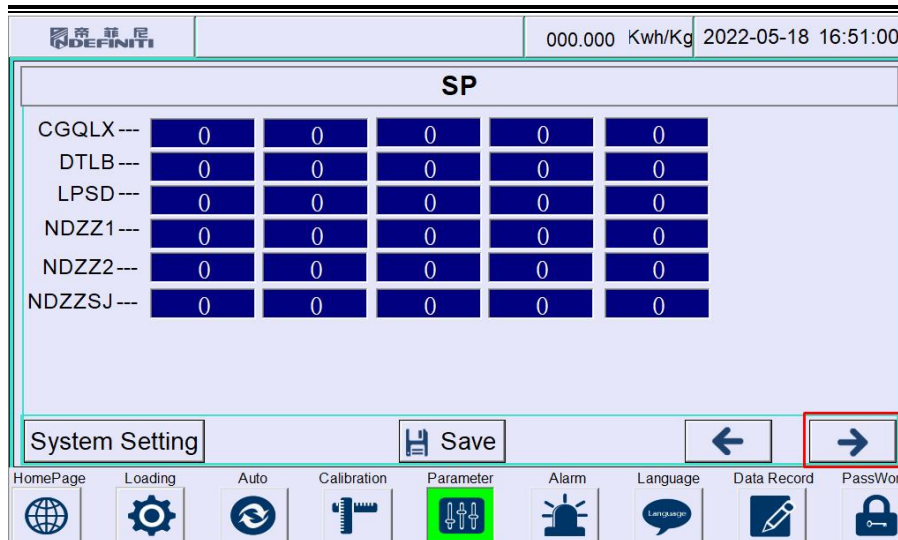 帝菲尼
DEFINITI
000.000 Kwh/Kg 2022-05-18 16:51:00
SP
CGQLX --- 0 0 0 0 0
DTLB --- 0 0 0 0 0
LPSD --- 0 0 0 0 0
NDZZ1 --- 0 0 0 0 0
NDZZ2 --- 0 0 0 0 0
NDZZSJ --- 0 0 0 0 0
System Setting Save
HomePage Loading Auto Calibration Parameter Alarm Language Data Record PassWor
Language